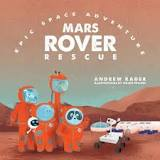 EPIC SPACE ADVENTURE
MARS
ROVER
RESCUE
ANDREW RADER